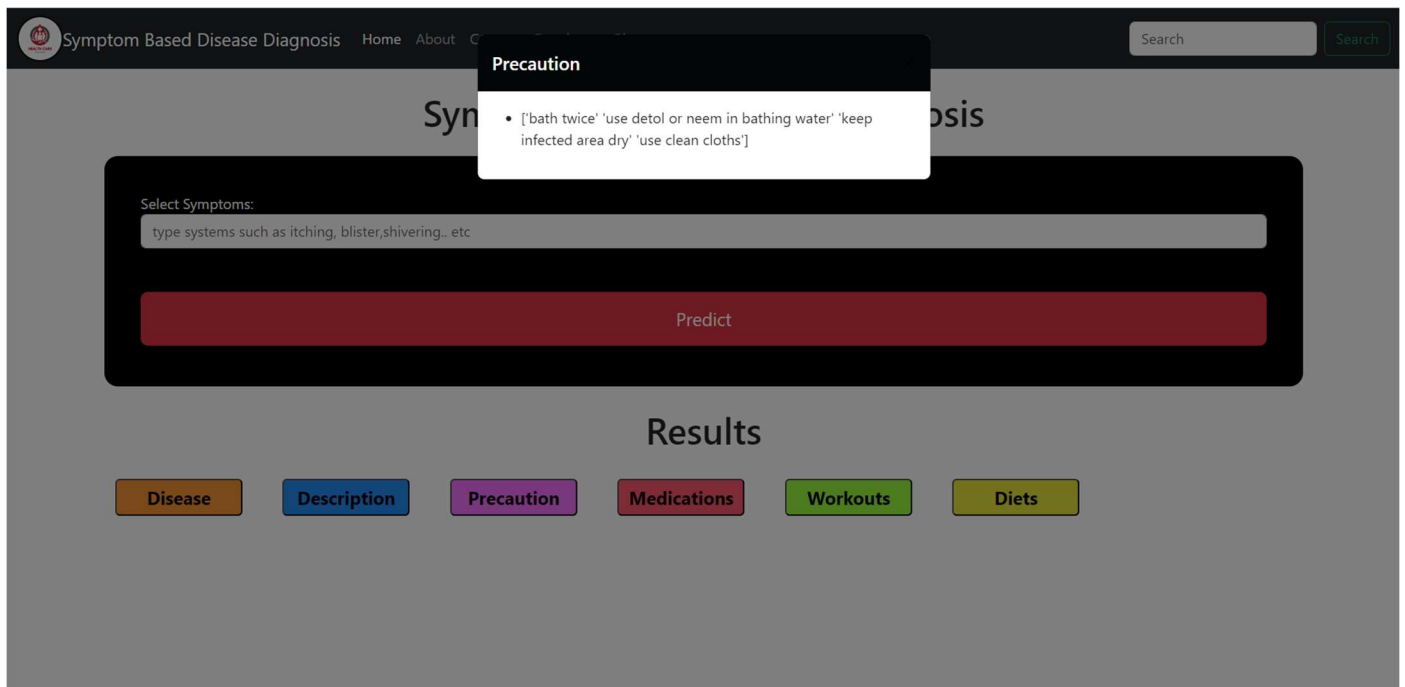 Symptom Based Disease Diagnosis Home About
Search Search
Precaution
• ['bath twice' 'use detol or neem in bathing water' 'keep
infected area dry' 'use clean cloths']
Select Symptoms:
type systems such as itching, blister,shivering.. etc
Predict
Results
Disease Description Precaution Medications Workouts Diets